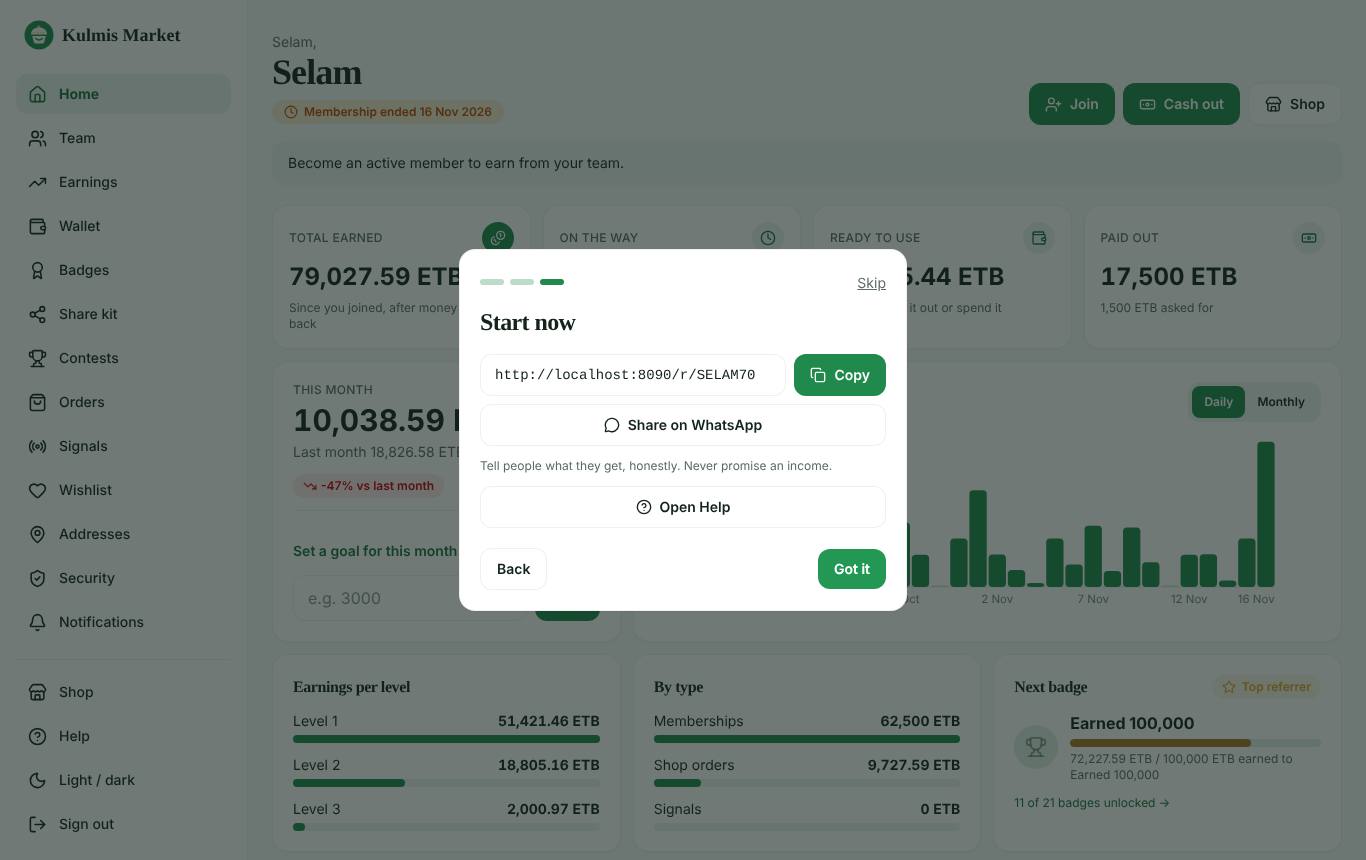 Kulmis Market
Home
Team
Earnings
Wallet
Badges
Share kit
Contests
Orders
Signals
Wishlist
Addresses
Security
Notifications
Shop
Help
Light / dark
Sign out
Selam,
Selam
Membership ended 16 Nov 2026
Join
Cash out
Shop
Become an active member to earn from your team.
TOTAL EARNED
79,027.59 ETB
Since you joined, after money
back
ON THE WAY
READY TO USE
5.44 ETB
it out or spend it
PAID OUT
17,500 ETB
1,500 ETB asked for
THIS MONTH
10,038.59
Last month 18,826.58 ETB
-47% vs last month
Set a goal for this month
e.g. 3000
Daily
Monthly
2 Nov
7 Nov
12 Nov
16 Nov
Skip
Start now
http://localhost:8090/r/SELAM70
Copy
Share on WhatsApp
Tell people what they get, honestly. Never promise an income.
Open Help
Back
Got it
Earnings per level
Level 1 51,421.46 ETB
Level 2 18,805.16 ETB
Level 3 2,000.97 ETB
By type
Memberships 62,500 ETB
Shop orders 9,727.59 ETB
Signals 0 ETB
Next badge
Top referrer
Earned 100,000
72,227.59 ETB / 100,000 ETB earned to
Earned 100,000
11 of 21 badges unlocked →